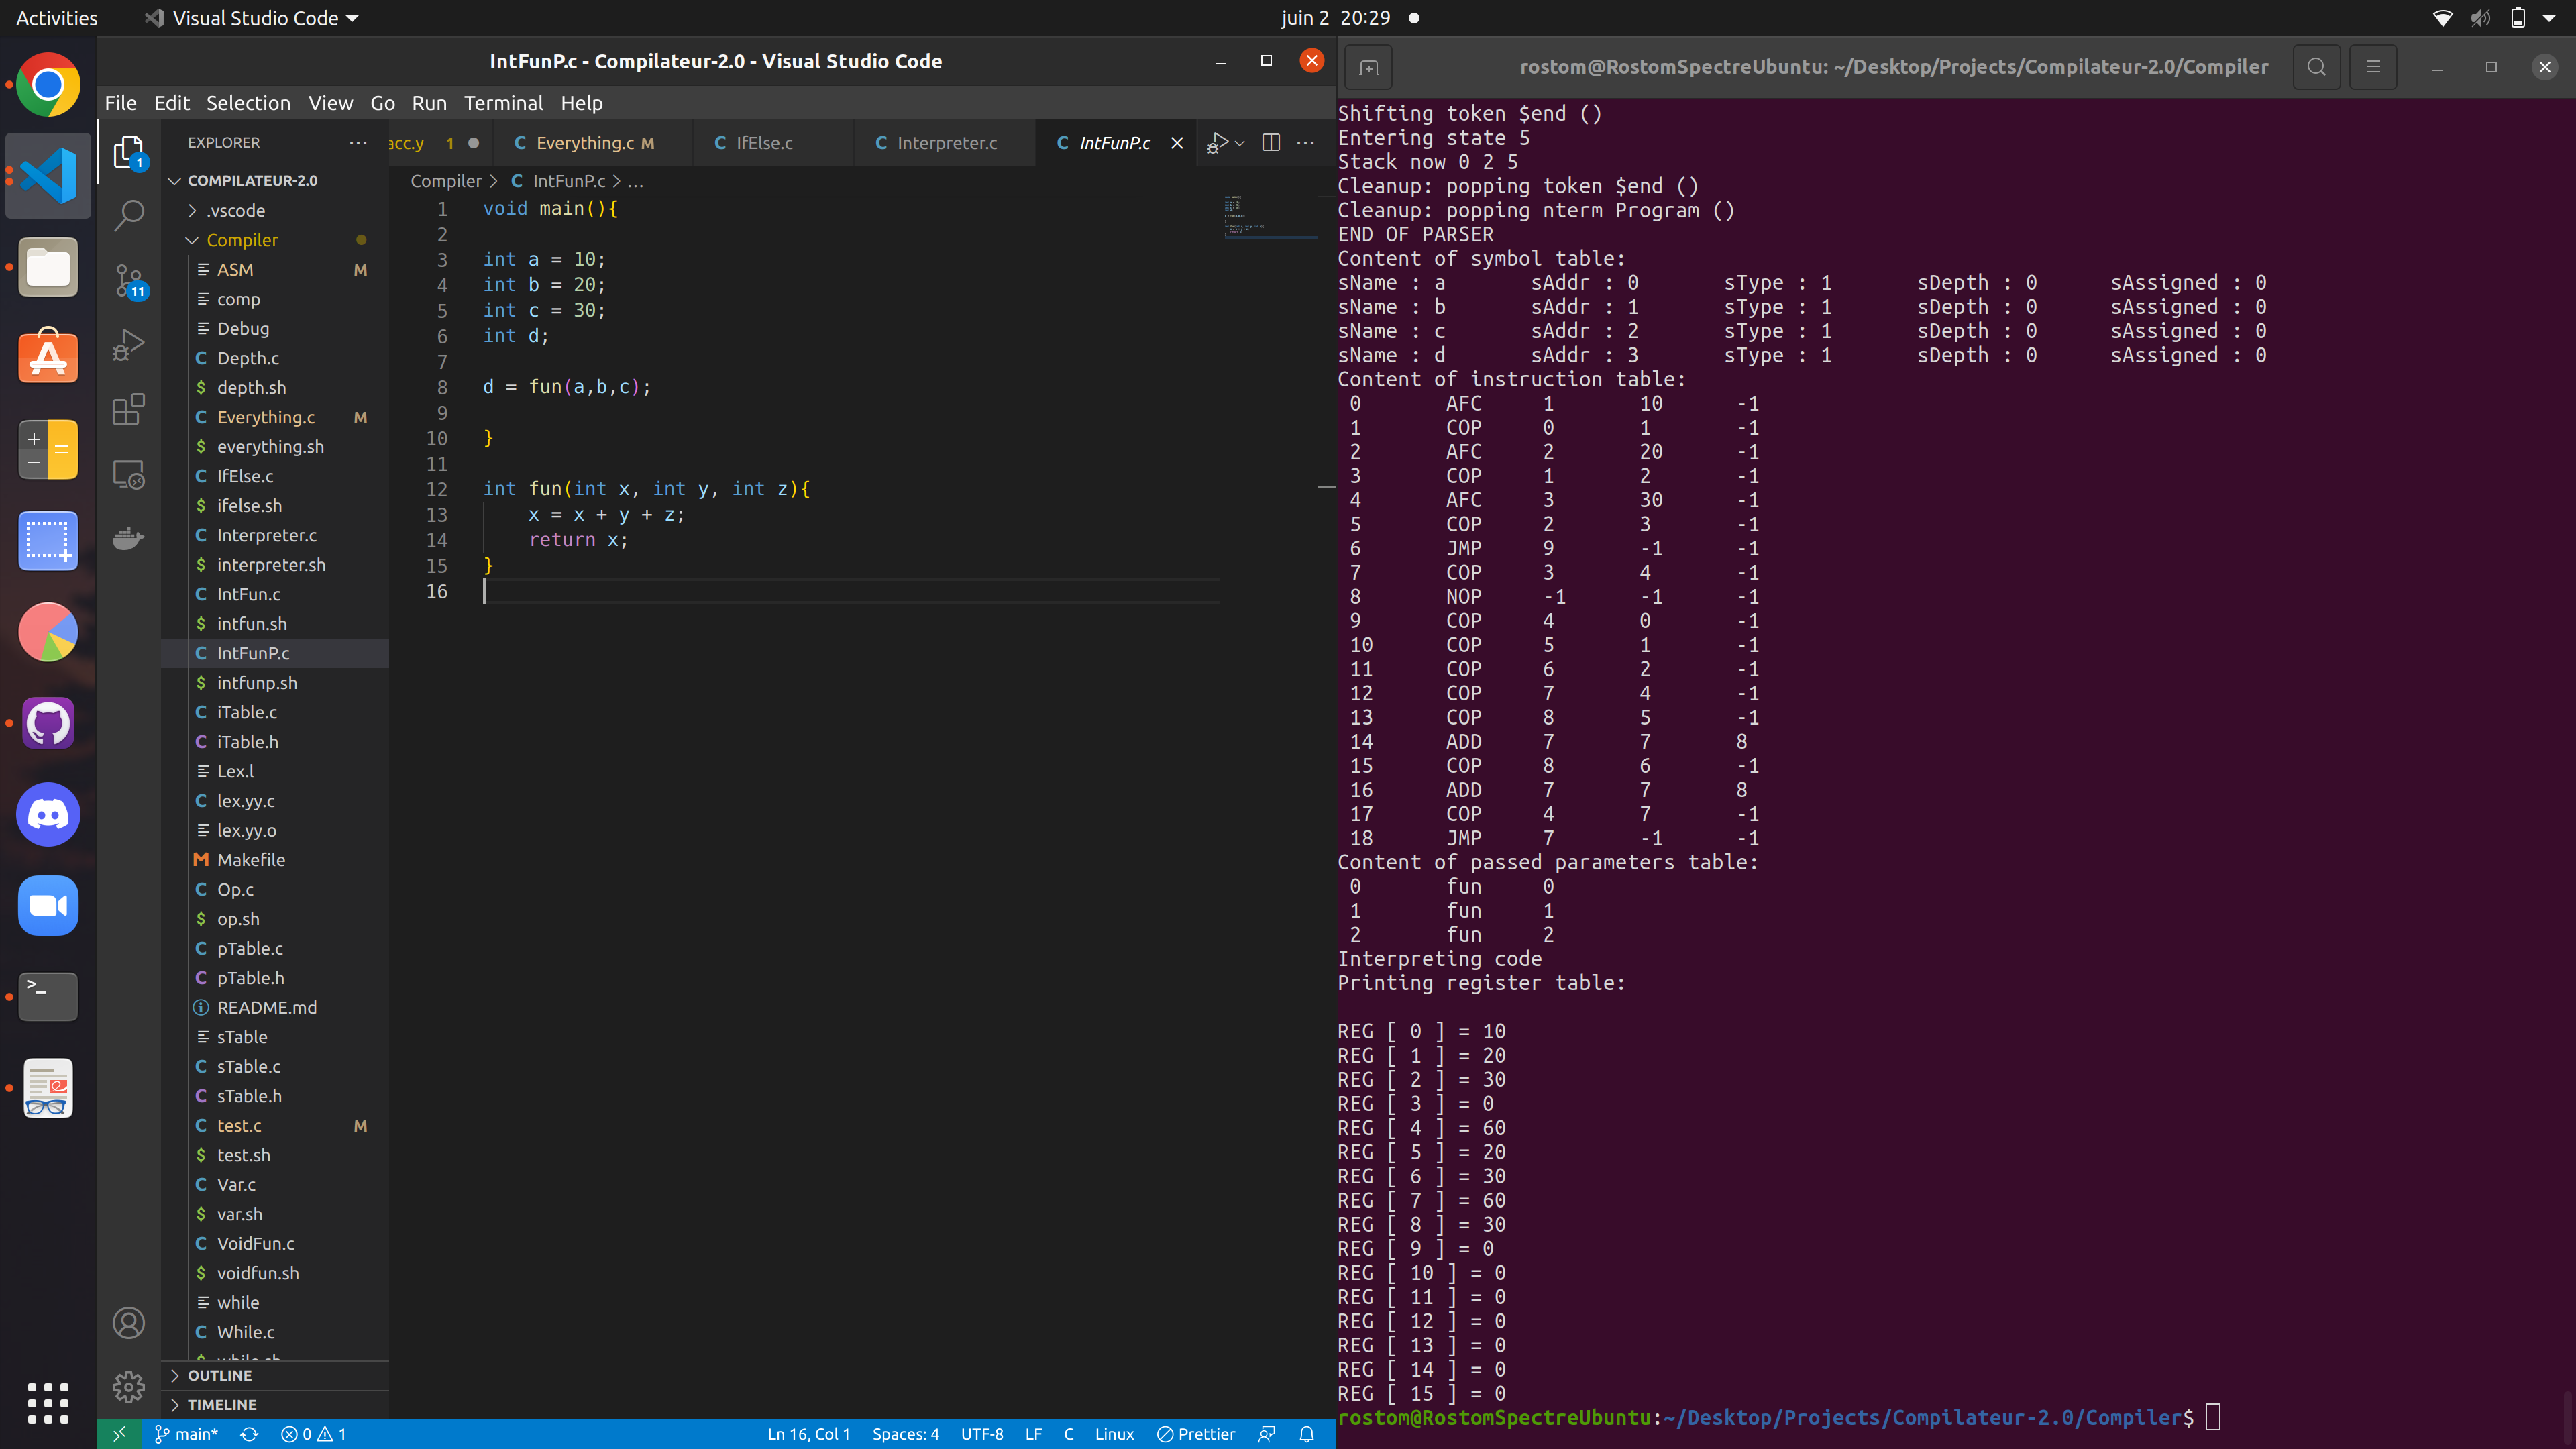 Activities
Visual Studio Code
juin 2 20:29
IntFunP.c - Compilateur-2.0 - Visual Studio Code
File Edit Selection View Go Run Terminal Help
EXPLORER
COMPILATEUR-2.0
.vscode
Compiler
ASM M
comp
Debug
Depth.c
depth.sh
Everything.c M
everything.sh
IfElse.c
ifelse.sh
Interpreter.c
interpreter.sh
IntFun.c
intfun.sh
IntFunP.c
intfunp.sh
iTable.c
iTable.h
Lex.l
lex.yy.c
lex.yy.o
Makefile
Op.c
op.sh
pTable.c
pTable.h
README.md
sTable
sTable.c
sTable.h
test.c M
test.sh
Var.c
var.sh
VoidFun.c
voidfun.sh
while
While.c
while.sh
OUTLINE
TIMELINE
1
11
acc.y 1 Everything.c M IfElse.c Interpreter.c IntFunP.c
Compiler > IntFunP.c > ...
1 void main(){
2
3 int a = 10;
4 int b = 20;
5 int c = 30;
6 int d;
7
8 d = fun(a,b,c);
9
10 }
11
12 int fun(int x, int y, int z){
13 x = x + y + z;
14 return x;
15 }
16
main* 0 1 Ln 16, Col 1 Spaces: 4 UTF-8 LF C Linux Prettier
rostom@RostomSpectreUbuntu: ~/Desktop/Projects/Compilateur-2.0/Compiler
Shifting token $end ()
Entering state 5
Stack now 0 2 5
Cleanup: popping token $end ()
Cleanup: popping nterm Program ()
END OF PARSER
Content of symbol table:
sName : a sAddr : 0 sType : 1 sDepth : 0 sAssigned : 0
sName : b sAddr : 1 sType : 1 sDepth : 0 sAssigned : 0
sName : c sAddr : 2 sType : 1 sDepth : 0 sAssigned : 0
sName : d sAddr : 3 sType : 1 sDepth : 0 sAssigned : 0
Content of instruction table:
0 AFC 1 10 -1
1 COP 0 1 -1
2 AFC 2 20 -1
3 COP 1 2 -1
4 AFC 3 30 -1
5 COP 2 3 -1
6 JMP 9 -1 -1
7 COP 3 4 -1
8 NOP -1 -1 -1
9 COP 4 0 -1
10 COP 5 1 -1
11 COP 6 2 -1
12 COP 7 4 -1
13 COP 8 5 -1
14 ADD 7 7 8
15 COP 8 6 -1
16 ADD 7 7 8
17 COP 4 7 -1
18 JMP 7 -1 -1
Content of passed parameters table:
0 fun 0
1 fun 1
2 fun 2
Interpreting code
Printing register table:
REG [ 0 ] = 10
REG [ 1 ] = 20
REG [ 2 ] = 30
REG [ 3 ] = 0
REG [ 4 ] = 60
REG [ 5 ] = 20
REG [ 6 ] = 30
REG [ 7 ] = 60
REG [ 8 ] = 30
REG [ 9 ] = 0
REG [ 10 ] = 0
REG [ 11 ] = 0
REG [ 12 ] = 0
REG [ 13 ] = 0
REG [ 14 ] = 0
REG [ 15 ] = 0
rostom@RostomSpectreUbuntu:~/Desktop/Projects/Compilateur-2.0/Compiler$